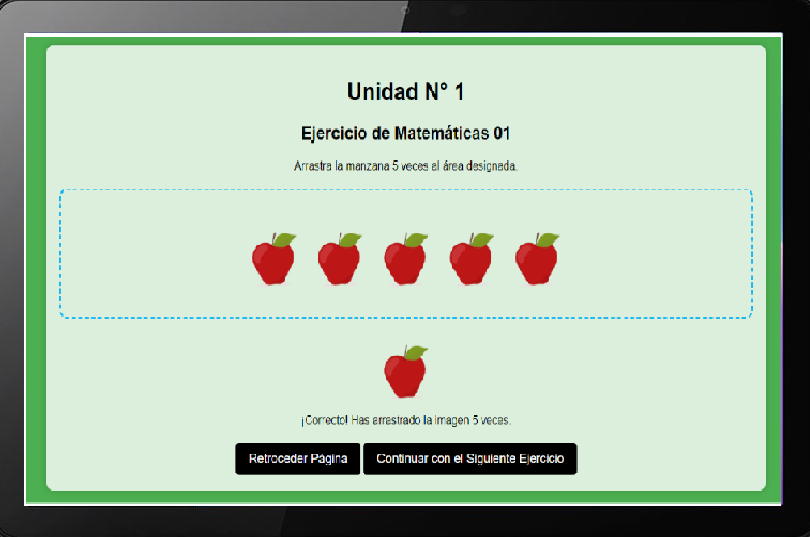 Unidad N° 1
Ejercicio de Matemáticas 01
Arrastra la manzana 5 veces al área designada.
¡Correcto! Has arrastrado la imagen 5 veces.
Retroceder Página
Continuar con el Siguiente Ejercicio